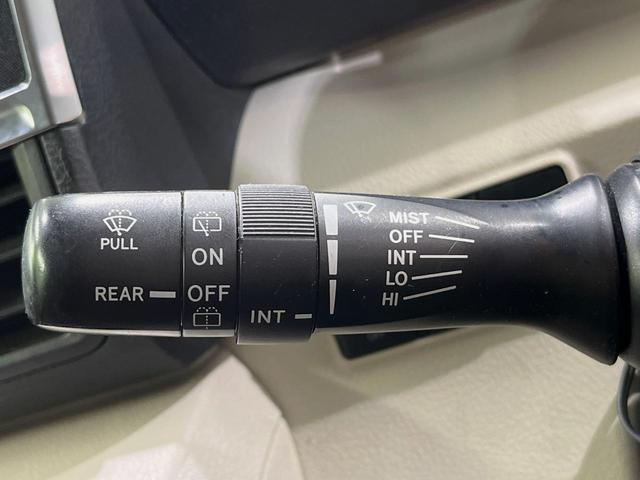 PULL
REAR
ON
OFF
INT
MIST
OFF
INT
LO
HI